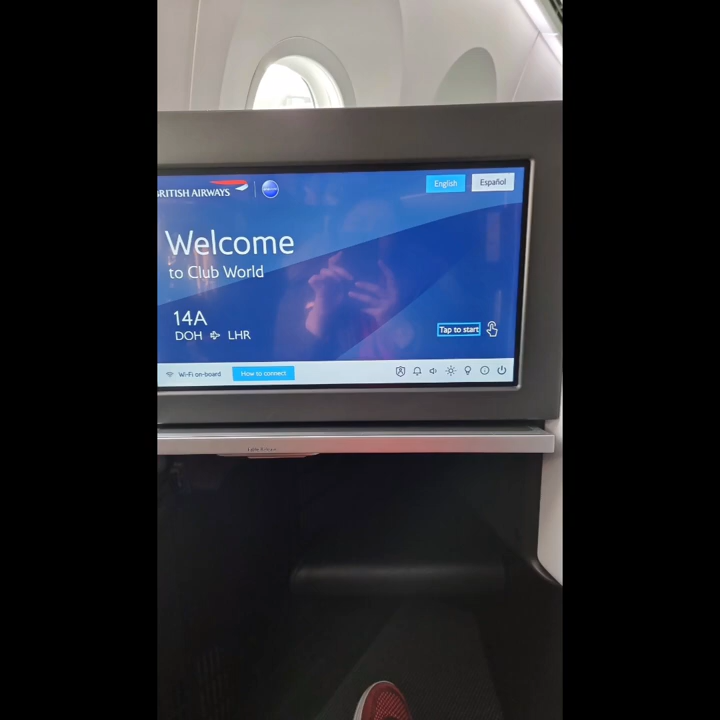 BRITISH AIRWAYS
English
Español
Welcome
to Club World
14A
DOH LHR
Tap to start
Wi-Fi on-board
How to connect